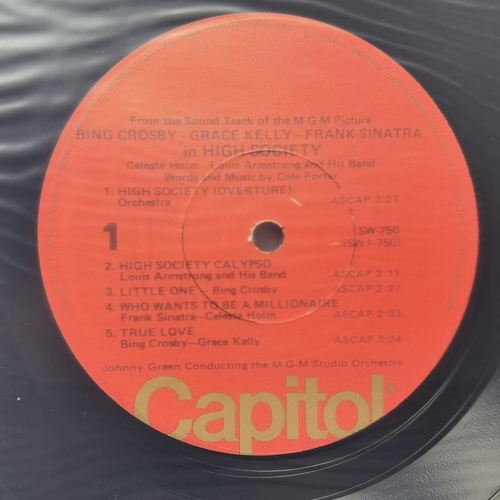 From the Sound Track of the M-G-M Picture
BING CROSBY - GRACE KELLY - FRANK SINATRA
in HIGH SOCIETY
Celeste Holm - Louis Armstrong and His Band
Words and Music by Cole Porter
1. HIGH SOCIETY (OVERTURE)
Orchestra ASCAP 3:27
1
SW-750
(SW1-750)
2. HIGH SOCIETY CALYPSO
Louis Armstrong and His Band ASCAP 2:11
3. LITTLE ONE - Bing Crosby ASCAP 2:27
4. WHO WANTS TO BE A MILLIONAIRE
Frank Sinatra—Celeste Holm ASCAP 2:03
5. TRUE LOVE
Bing Crosby—Grace Kelly ASCAP 3:04
Johnny Green Conducting the M-G-M Studio Orchestra
Capitol®